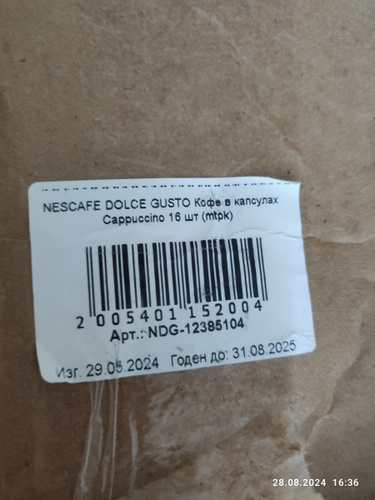 NESCAFE DOLCE GUSTO Кофе в капсулах
Cappuccino 16 шт (mtpk)
2 005401 152004
Арт.: NDG-12385104
Изг. 29.05.2024 Годен до: 31.08.2025
28.08.2024 16:36